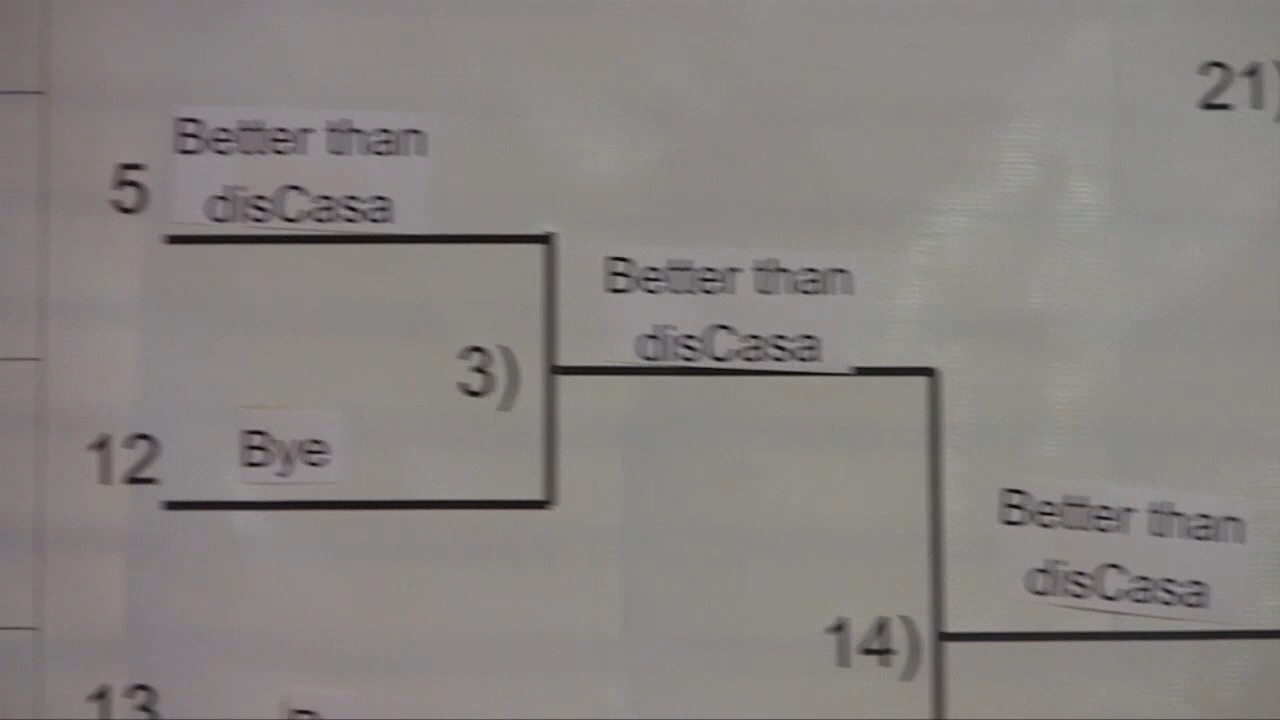 21)
Better than
disCasa
5
Better than
disCasa
3)
12
Bye
Better than
disCasa
14)
13